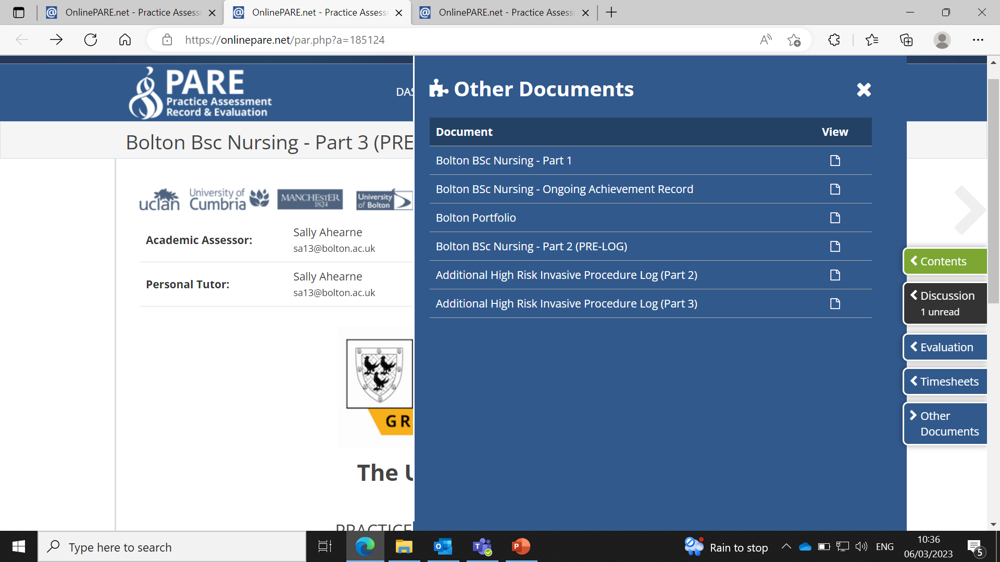 OnlinePARE.net - Practice Assess
OnlinePARE.net - Practice Assess
OnlinePARE.net - Practice Assess
https://onlinepare.net/par.php?a=185124
PARE
Practice Assessment
Record & Evaluation
DAS
Bolton Bsc Nursing - Part 3 (PRE
uclan
University of
Cumbria
MANCHESTER
1824
University
of Bolton
Academic Assessor:
Sally Ahearne
sa13@bolton.ac.uk
Personal Tutor:
Sally Ahearne
sa13@bolton.ac.uk
GR
The U
PRACTICE
Other Documents
Document View
Bolton BSc Nursing - Part 1
Bolton BSc Nursing - Ongoing Achievement Record
Bolton Portfolio
Bolton BSc Nursing - Part 2 (PRE-LOG)
Additional High Risk Invasive Procedure Log (Part 2)
Additional High Risk Invasive Procedure Log (Part 3)
Contents
Discussion
1 unread
Evaluation
Timesheets
Other
Documents
Type here to search
Rain to stop
ENG
10:36
06/03/2023
5